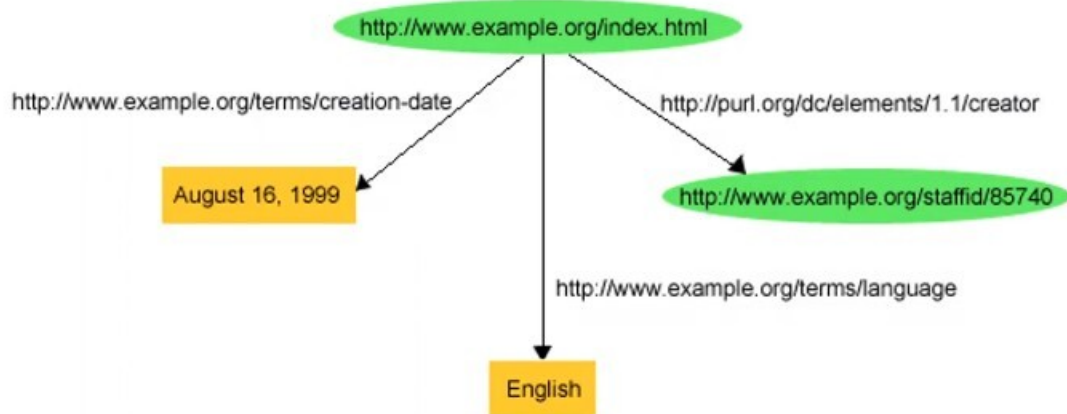 http://www.example.org/index.html
http://www.example.org/terms/creation-date
http://purl.org/dc/elements/1.1/creator
August 16, 1999
http://www.example.org/staffid/85740
http://www.example.org/terms/language
English